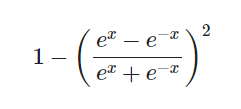 1 − ( (e^x − e^{−x}) / (e^x + e^{−x}) )^2